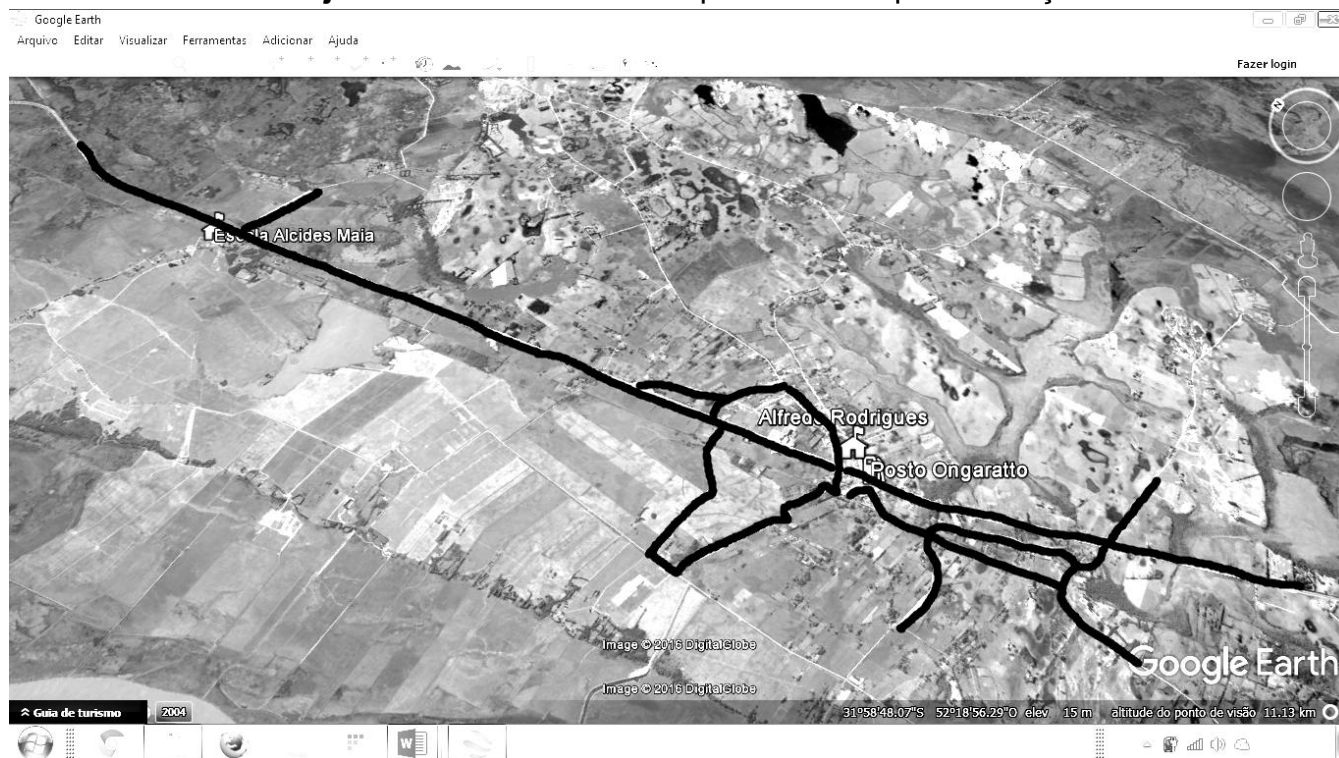 Google Earth
Arquivo Editar Visualizar Ferramentas Adicionar Ajuda
Fazer login
N
Escola Alcides Maia
Alfredo Rodrigues
Posto Ongaratto
Image © 2016 DigitalGlobe
Image © 2016 DigitalGlobe
Google Earth
Guia de turismo 2004 31°58'48.07"S 52°18'56.29"O elev 15 m altitude do ponto de visão 11.13 km
W